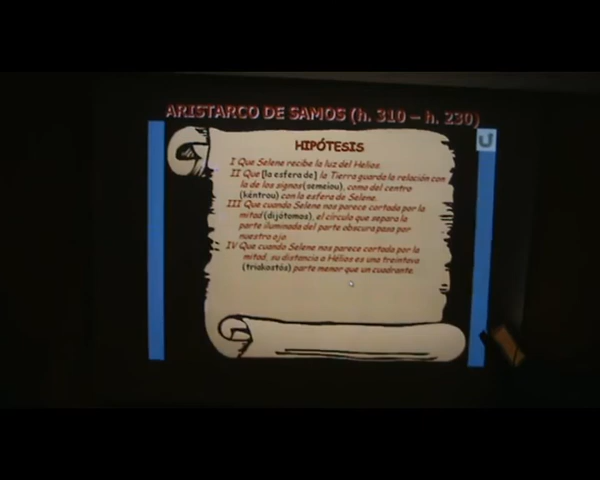 ARISTARCO DE SAMOS (h. 310 – h. 230)
HIPÓTESIS
I Que Selene recibe la luz del Helios
II Que [la esfera de] la Tierra guarda la relación con
la de los signos (semeiou), como del centro
(kéntrou) con la esfera de Selene.
III Que cuando Selene nos parece cortada por la
mitad (dijótomos), el círculo que separa la
parte iluminada del parte obscura pasa por
nuestro ojo
IV Que cuando Selene nos parece cortada por la
mitad, su distancia a Hélios es una treintava
(triakostós) parte menor que un cuadrante.